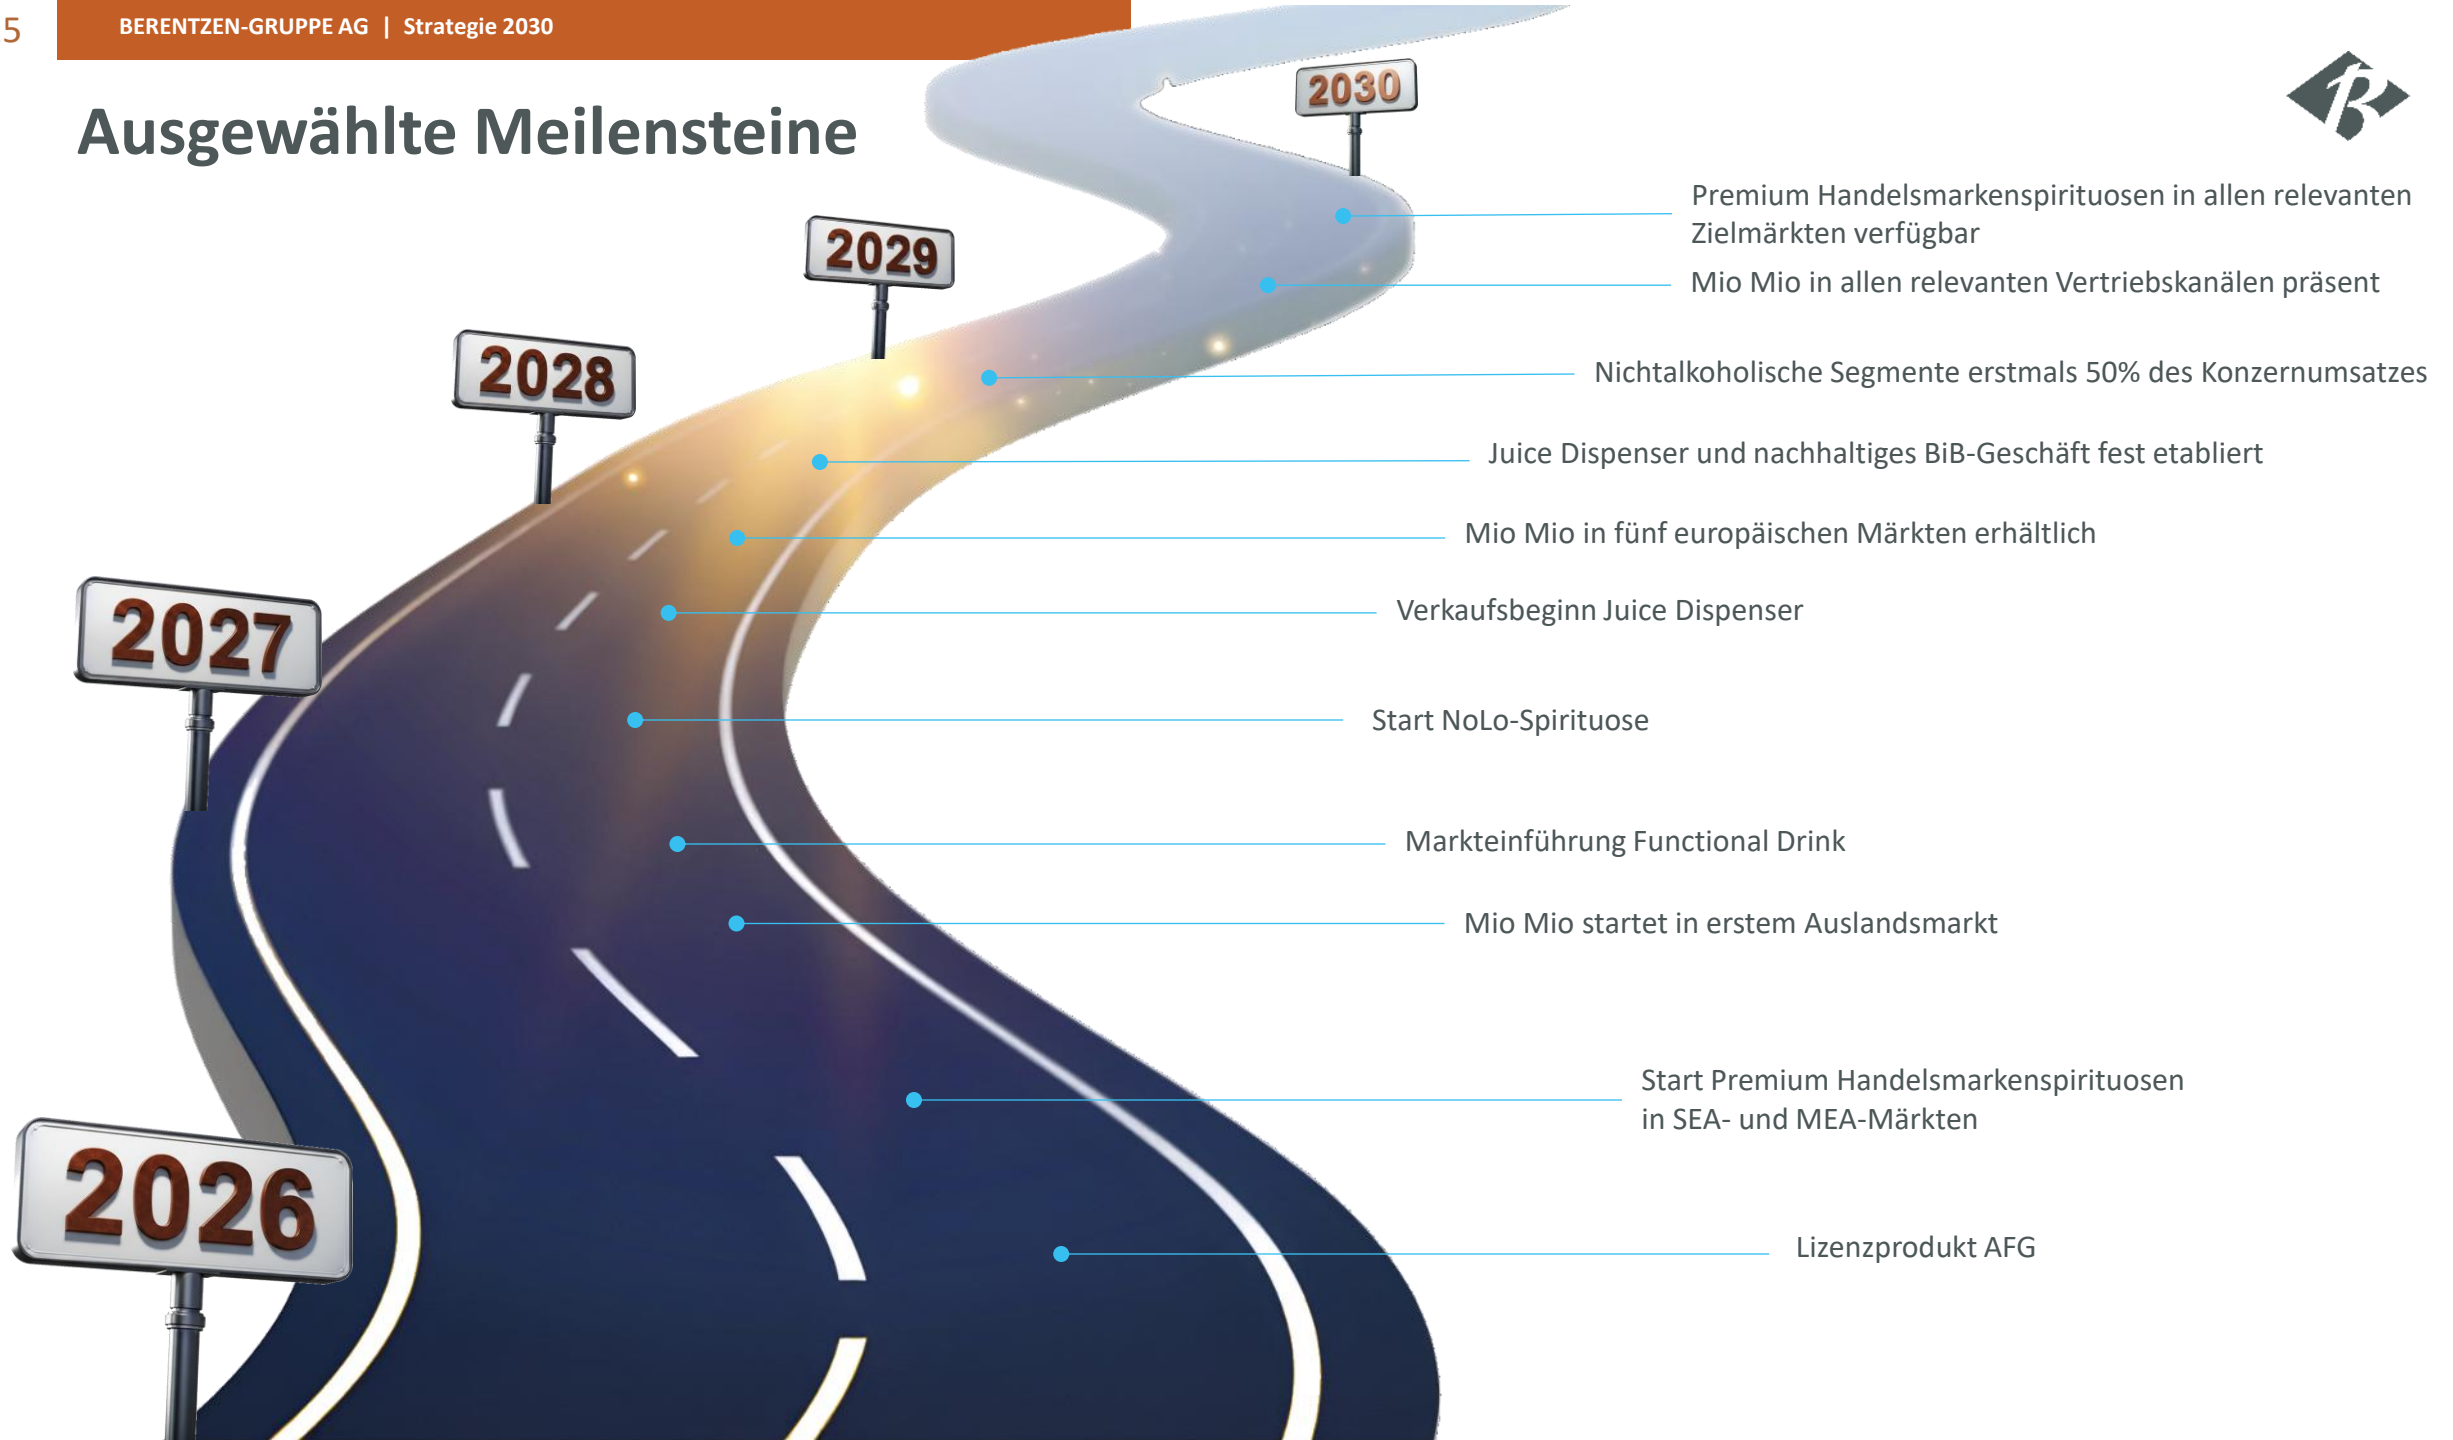 5
BERENTZEN-GRUPPE AG | Strategie 2030
Ausgewählte Meilensteine
2030
Premium Handelsmarkenspirituosen in allen relevanten
Zielmärkten verfügbar
2029
Mio Mio in allen relevanten Vertriebskanälen präsent
2028
Nichtalkoholische Segmente erstmals 50% des Konzernumsatzes
Juice Dispenser und nachhaltiges BiB-Geschäft fest etabliert
Mio Mio in fünf europäischen Märkten erhältlich
2027
Verkaufsbeginn Juice Dispenser
Start NoLo-Spirituose
Markteinführung Functional Drink
Mio Mio startet in erstem Auslandsmarkt
Start Premium Handelsmarkenspirituosen
in SEA- und MEA-Märkten
2026
Lizenzprodukt AFG